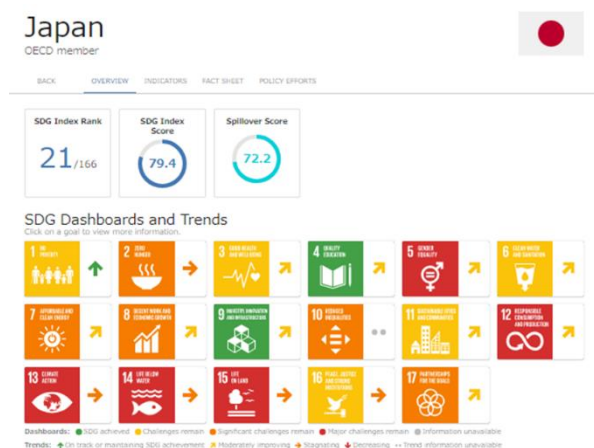 Japan
OECD member
BACK OVERVIEW INDICATORS FACT SHEET POLICY EFFORTS
SDG Index Rank
21/166
SDG Index
Score
79.4
Spillover Score
72.2
SDG Dashboards and Trends
Click on a goal to view more information.
1 NO
POVERTY
2 ZERO
HUNGER
3 GOOD HEALTH
AND WELL-BEING
4 QUALITY
EDUCATION
5 GENDER
EQUALITY
6 CLEAN WATER
AND SANITATION
7 AFFORDABLE AND
CLEAN ENERGY
8 DECENT WORK AND
ECONOMIC GROWTH
9 INDUSTRY, INNOVATION
AND INFRASTRUCTURE
10 REDUCED
INEQUALITIES
11 SUSTAINABLE CITIES
AND COMMUNITIES
12 RESPONSIBLE
CONSUMPTION
AND PRODUCTION
13 CLIMATE
ACTION
14 LIFE BELOW
WATER
15 LIFE
ON LAND
16 PEACE, JUSTICE
AND STRONG
INSTITUTIONS
17 PARTNERSHIPS
FOR THE GOALS
Dashboards: SDG achieved Challenges remain Significant challenges remain Major challenges remain Information unavailable
Trends: On track or maintaining SDG achievement Moderately improving Stagnating Decreasing Trend information unavailable